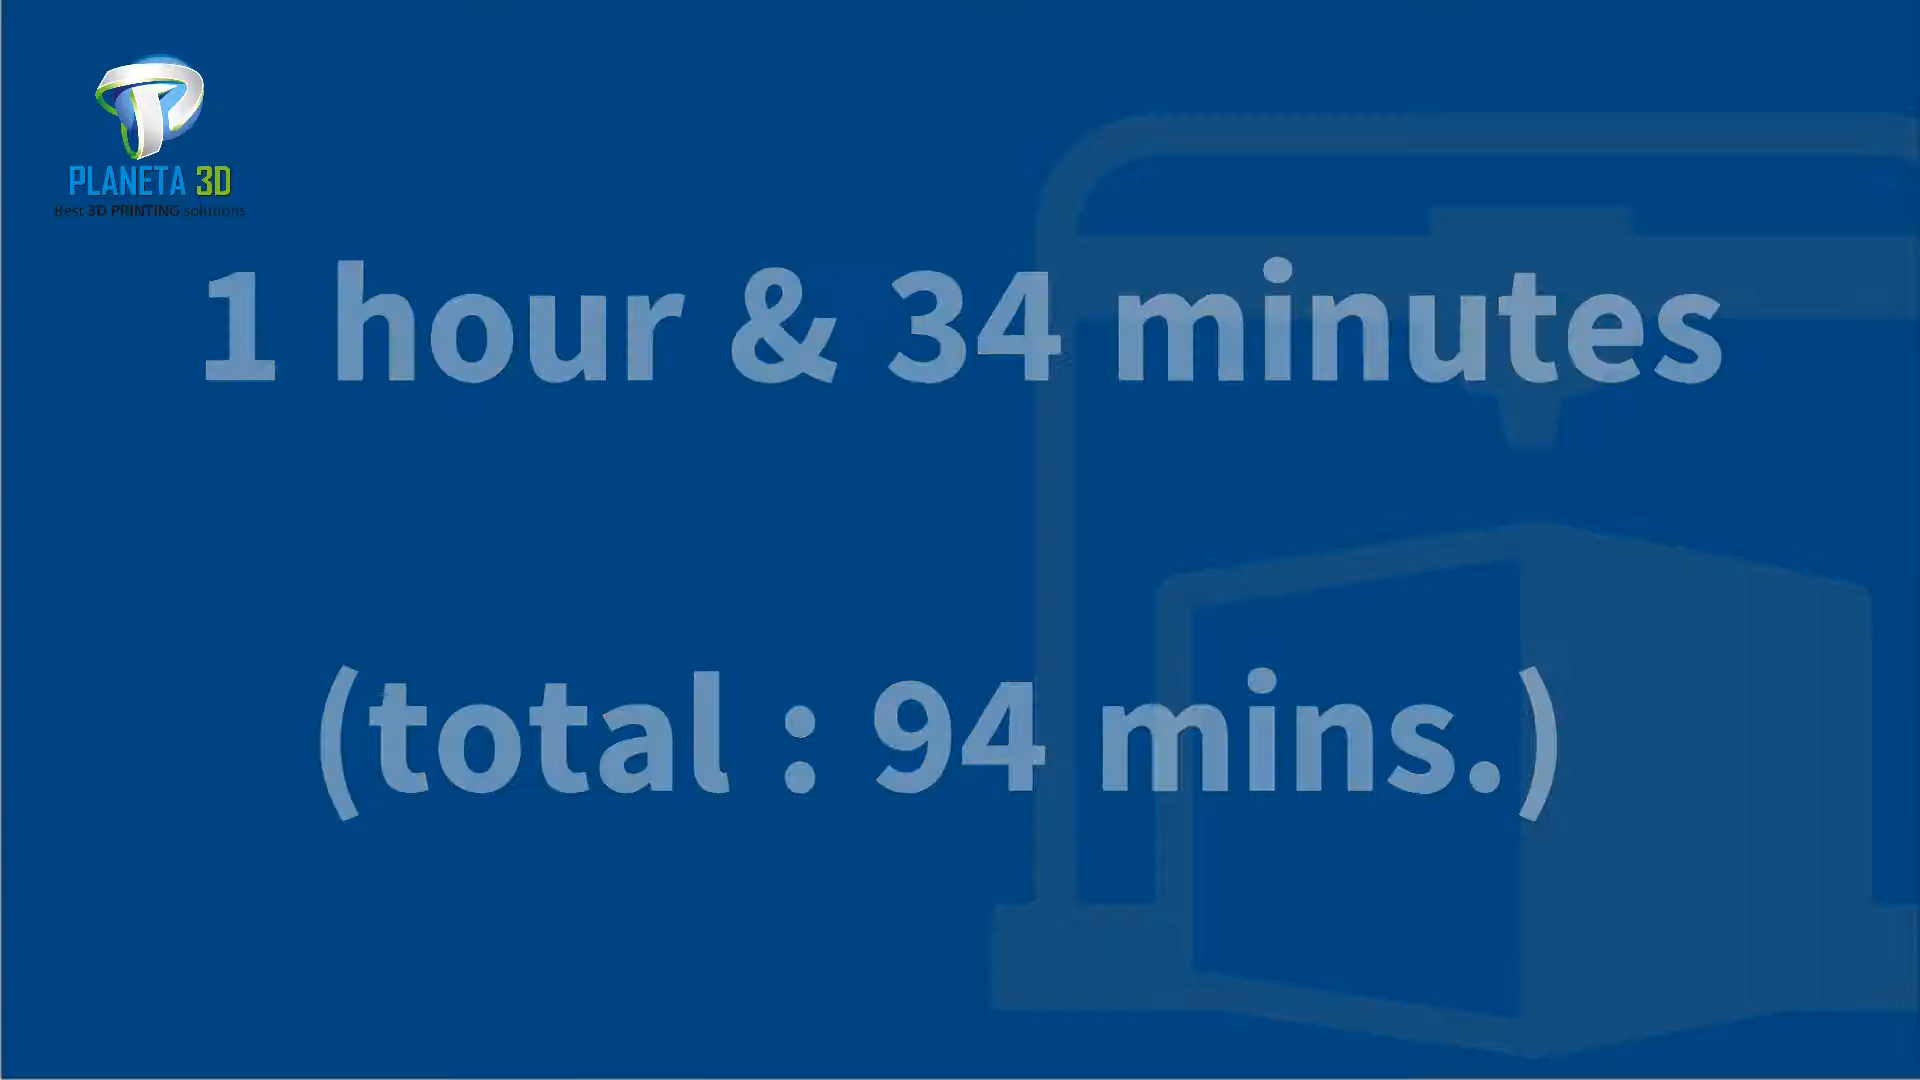 PLANETA 3D
Best 3D PRINTING solutions
1 hour & 34 minutes
(total : 94 mins.)